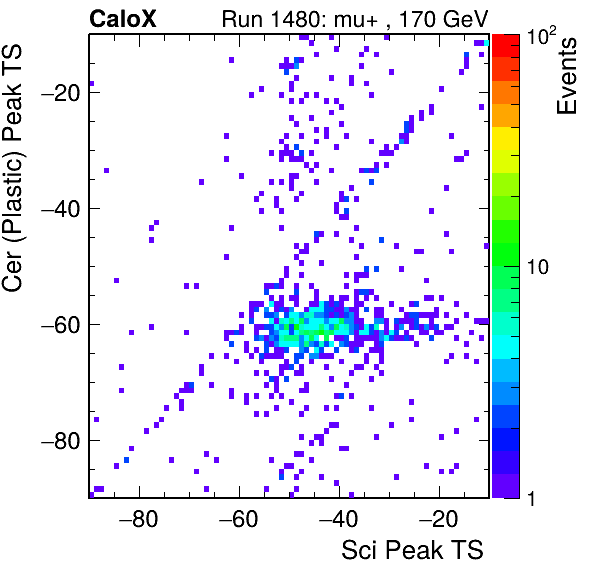 CaloX Run 1480: mu+ , 170 GeV
Cer (Plastic) Peak TS
−20
−40
−60
−80
−80 −60 −40 −20
Sci Peak TS
10²
10
1
Events